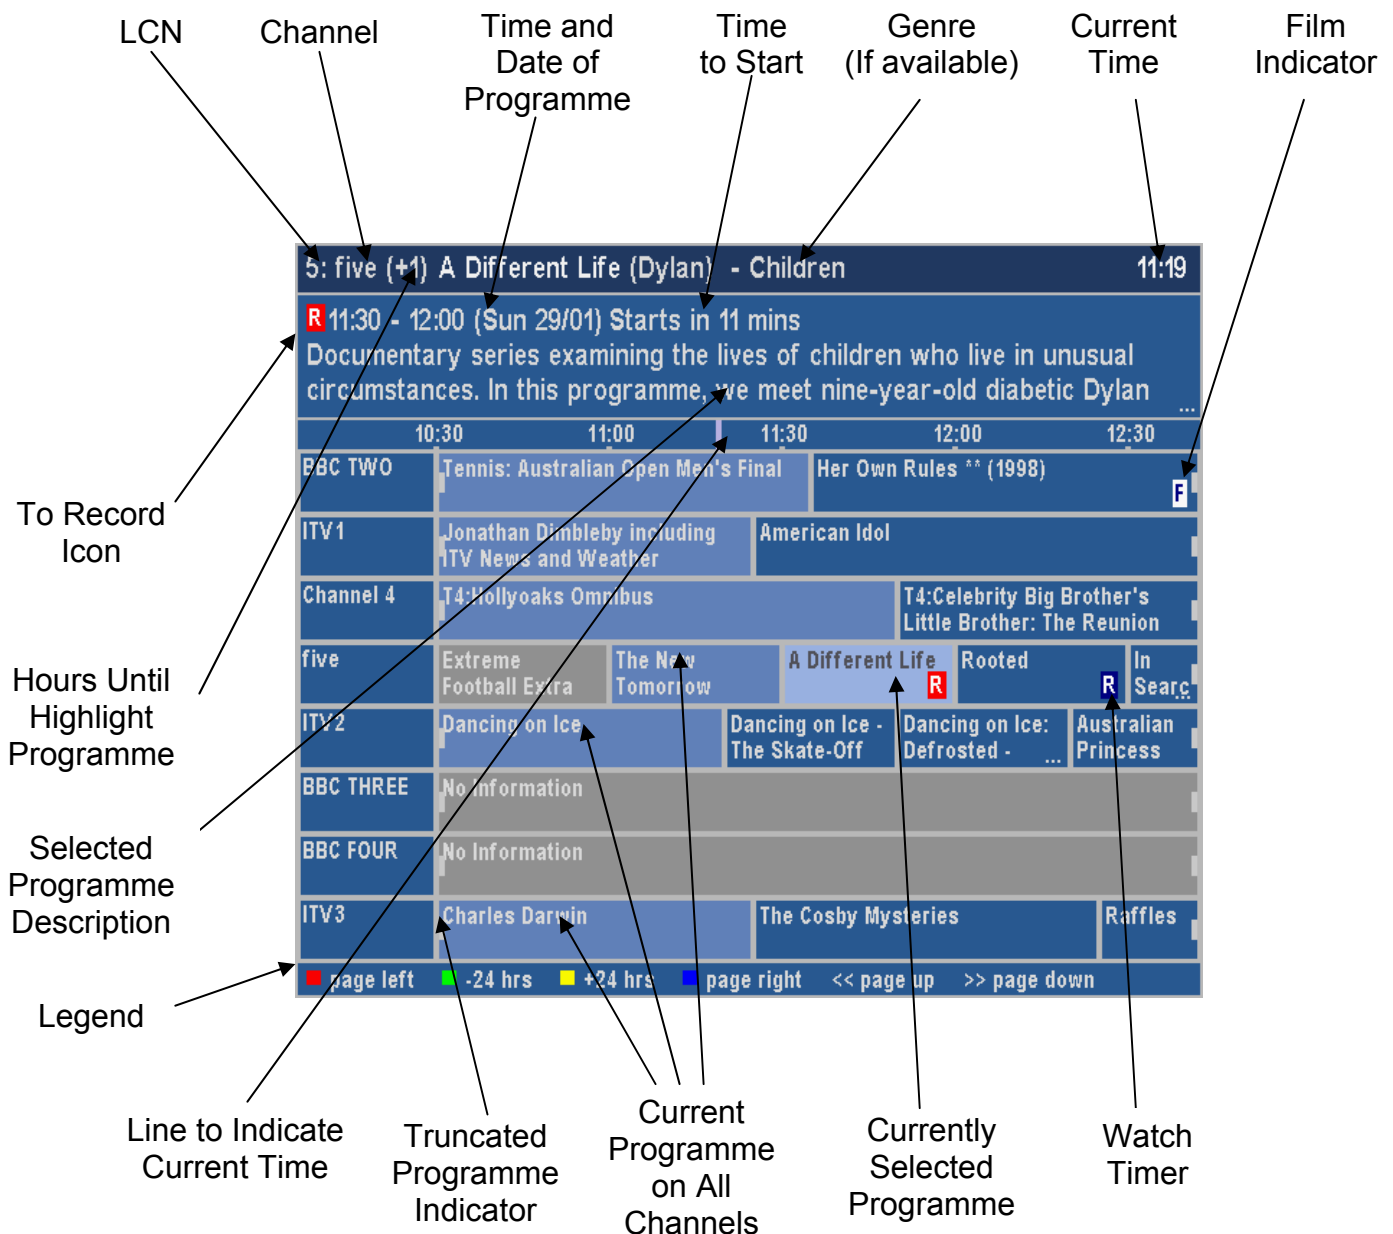 LCN
Channel
Time and
Date of
Programme
Time
to Start
Genre
(If available)
Current
Time
Film
Indicator
5: five (+1) A Different Life (Dylan) - Children
11:19
R 11:30 - 12:00 (Sun 29/01) Starts in 11 mins
Documentary series examining the lives of children who live in unusual
circumstances. In this programme, we meet nine-year-old diabetic Dylan
...
10:30 11:00 11:30 12:00 12:30
BBC TWO
Tennis: Australian Open Men's Final
Her Own Rules ** (1998)
F
ITV1
Jonathan Dimbleby including
ITV News and Weather
American Idol
Channel 4
T4:Hollyoaks Omnibus
T4:Celebrity Big Brother's
Little Brother: The Reunion
five
Extreme
Football Extra
The New
Tomorrow
A Different Life
R
Rooted
R
In
Searc...
ITV2
Dancing on Ice
Dancing on Ice -
The Skate-Off
Dancing on Ice:
Defrosted - ...
Australian
Princess
BBC THREE
No Information
BBC FOUR
No Information
ITV3
Charles Darwin
The Cosby Mysteries
Raffles
page left -24 hrs +24 hrs page right << page up >> page down
To Record
Icon
Hours Until
Highlight
Programme
Selected
Programme
Description
Legend
Line to Indicate
Current Time
Truncated
Programme
Indicator
Current
Programme
on All
Channels
Currently
Selected
Programme
Watch
Timer